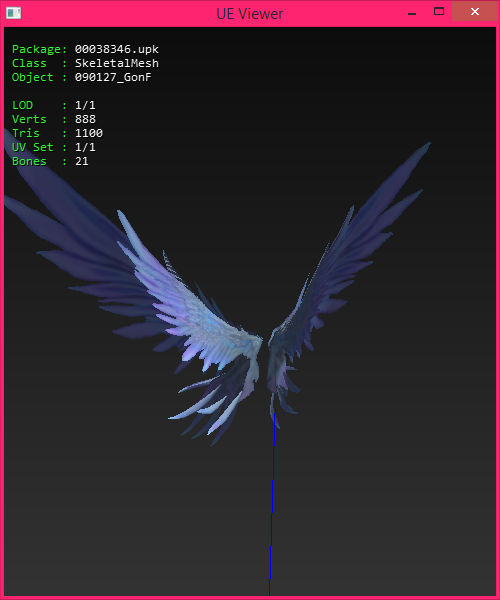 UE Viewer
Package: 00038346.upk
Class  : SkeletalMesh
Object : 090127_GonF
LOD    : 1/1
Verts  : 888
Tris   : 1100
UV Set : 1/1
Bones  : 21